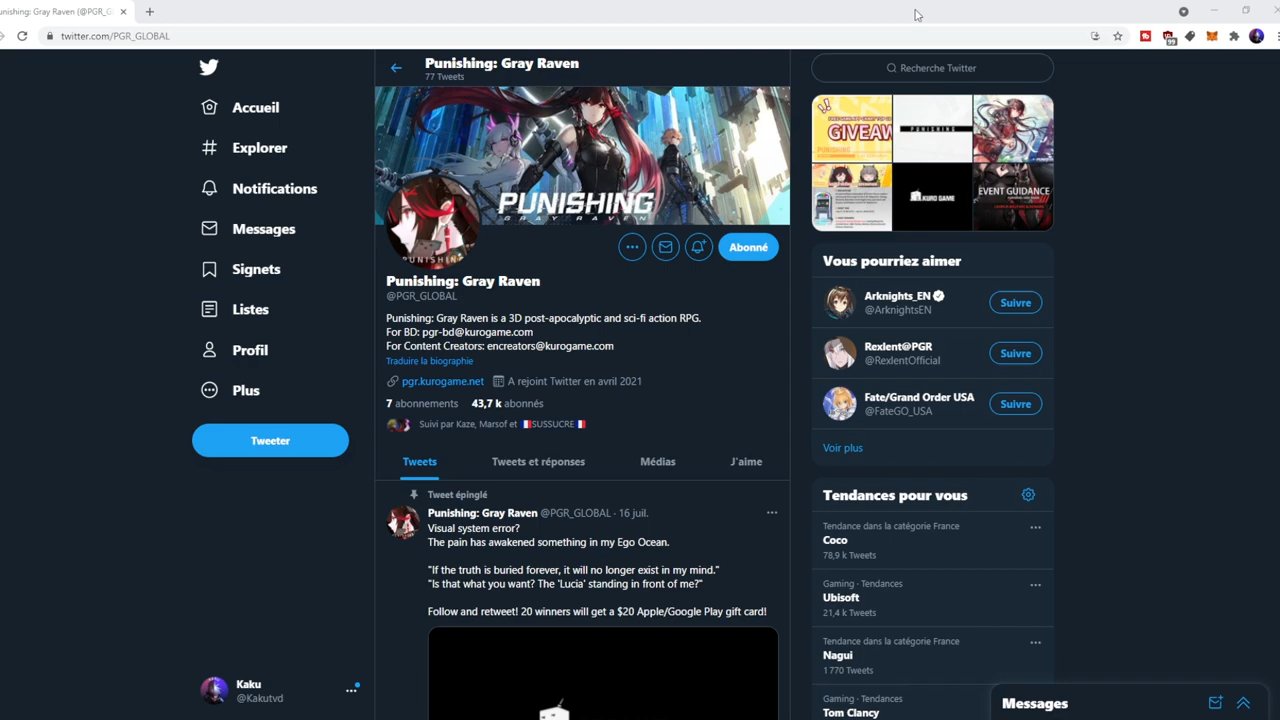 unishing: Gray Raven (@PGR_G
twitter.com/PGR_GLOBAL
99
Accueil
Explorer
Notifications
Messages
Signets
Listes
Profil
Plus
Tweeter
Kaku
@Kakutvd
Punishing: Gray Raven
77 Tweets
PUNISHING
GRAY RAVEN
PUNISHING
Abonné
Punishing: Gray Raven
@PGR_GLOBAL
Punishing: Gray Raven is a 3D post-apocalyptic and sci-fi action RPG.
For BD: pgr-bd@kurogame.com
For Content Creators: encreators@kurogame.com
Traduire la biographie
pgr.kurogame.net A rejoint Twitter en avril 2021
7 abonnements 43,7 k abonnés
Suivi par Kaze, Marsof et 🇫🇷SUSSUCRE🇫🇷
Tweets Tweets et réponses Médias J'aime
Tweet épinglé
Punishing: Gray Raven @PGR_GLOBAL · 16 juil.
Visual system error?
The pain has awakened something in my Ego Ocean.
"If the truth is buried forever, it will no longer exist in my mind."
"Is that what you want? The 'Lucia' standing in front of me?"
Follow and retweet! 20 winners will get a $20 Apple/Google Play gift card!
Recherche Twitter
GIVEAW
PUNISHING
KURO GAME
EVENT GUIDANCE
Vous pourriez aimer
Arknights_EN
@ArknightsEN
Suivre
Rexlent@PGR
@RexlentOfficial
Suivre
Fate/Grand Order USA
@FateGO_USA
Suivre
Voir plus
Tendances pour vous
Tendance dans la catégorie France
Coco
78,9 k Tweets
Gaming · Tendances
Ubisoft
21,4 k Tweets
Tendance dans la catégorie France
Nagui
1 770 Tweets
Gaming · Tendances
Tom Clancy
Messages